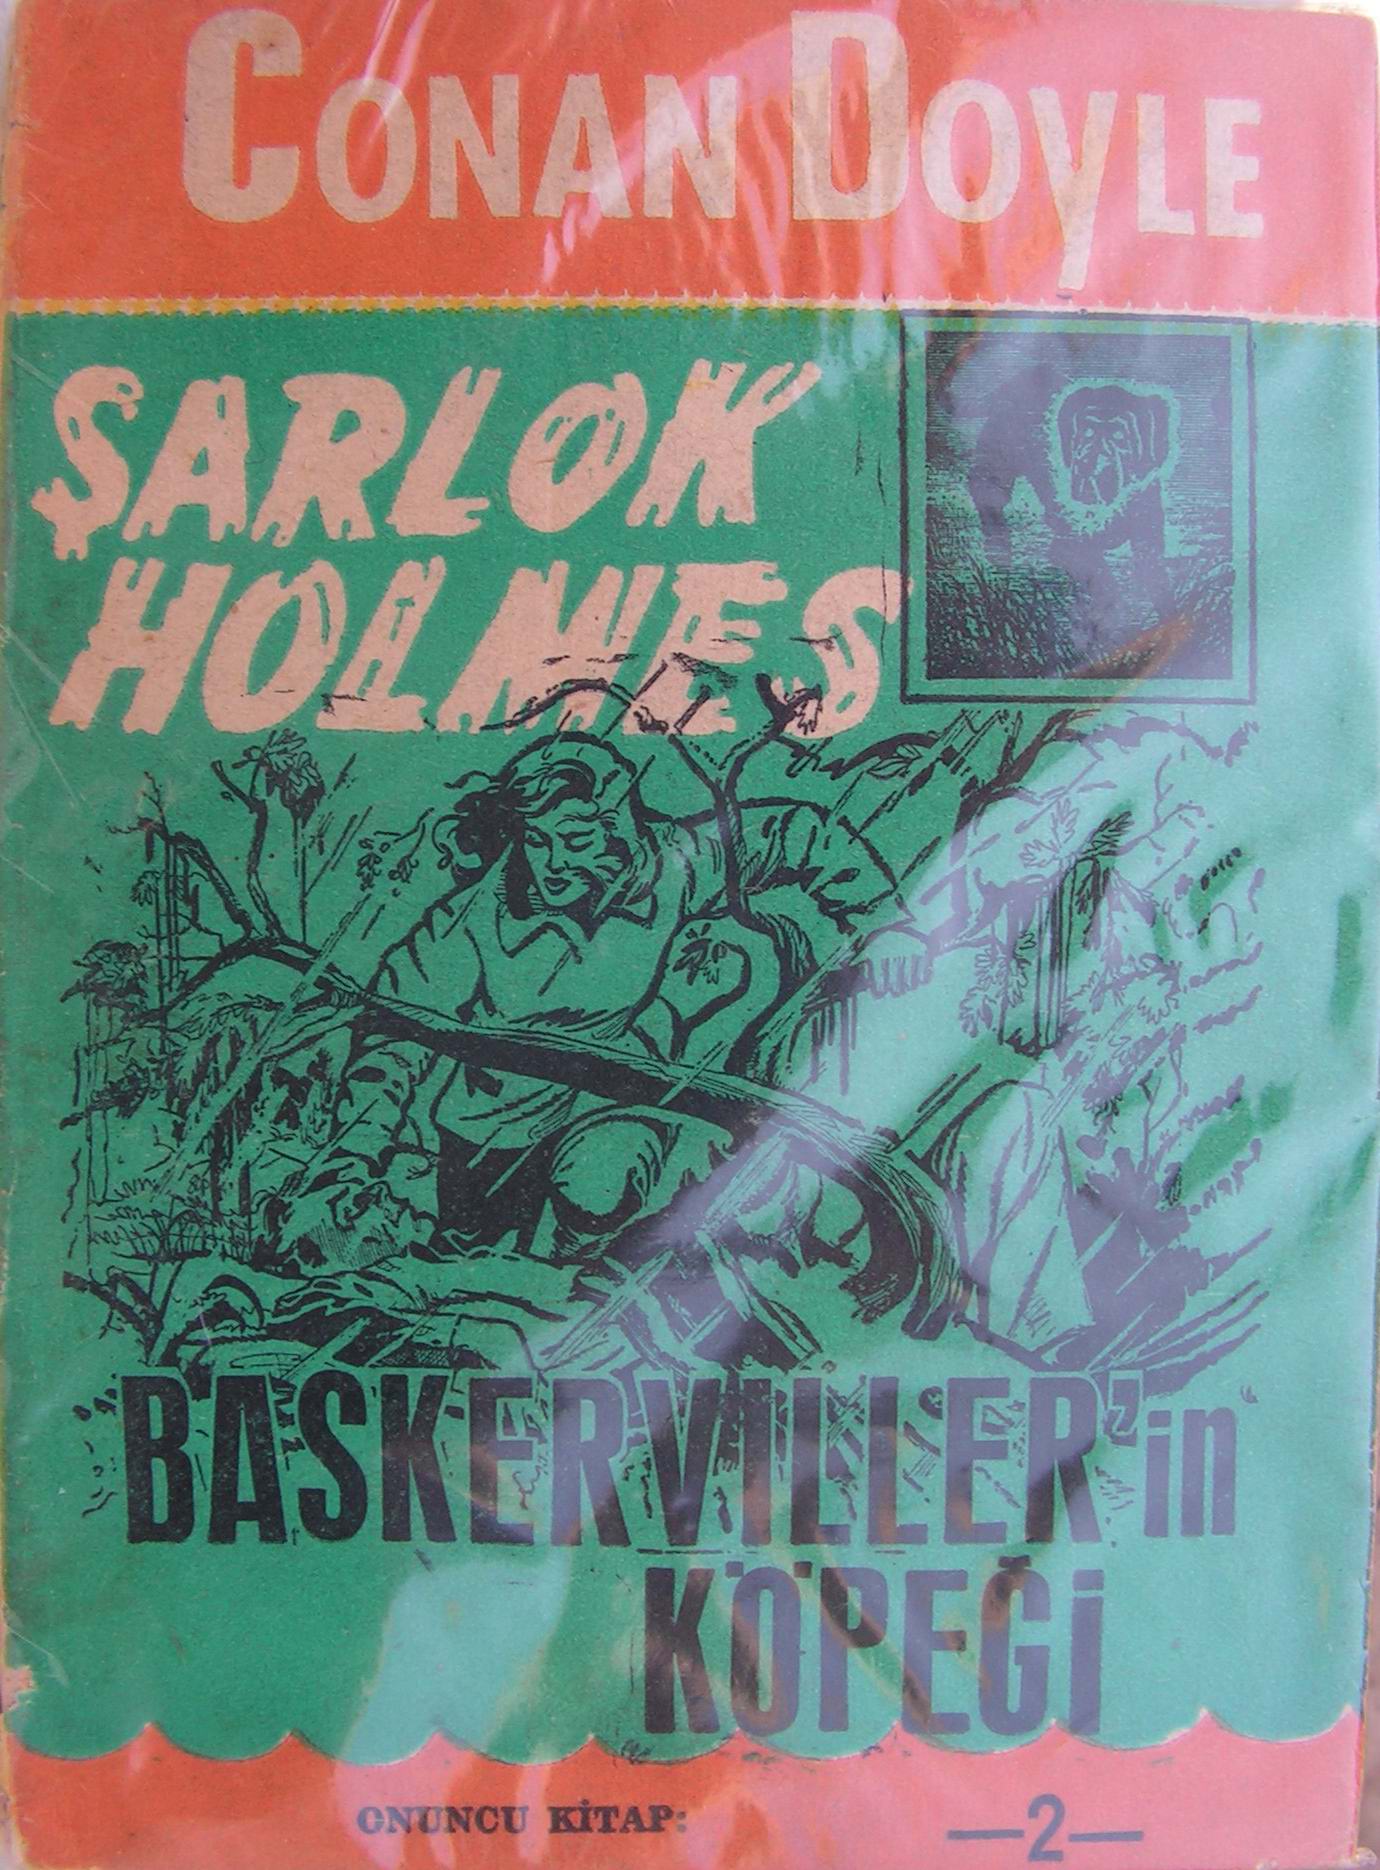 CONAN DOYLE
ŞARLOK
HOLMES
BASKERVILLER'in
KÖPEĞİ
ONUNCU KİTAP: —2—